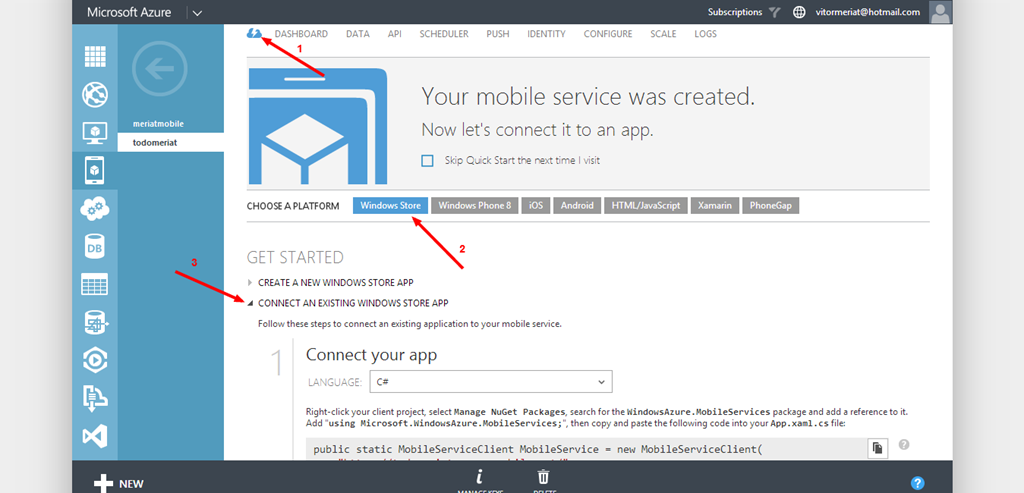 Microsoft Azure
Subscriptions
vitormeriat@hotmail.com
DASHBOARD DATA API SCHEDULER PUSH IDENTITY CONFIGURE SCALE LOGS
1
meriatmobile
todomeriat
Your mobile service was created.
Now let's connect it to an app.
Skip Quick Start the next time I visit
CHOOSE A PLATFORM Windows Store Windows Phone 8 iOS Android HTML/JavaScript Xamarin PhoneGap
2
GET STARTED
3
CREATE A NEW WINDOWS STORE APP
CONNECT AN EXISTING WINDOWS STORE APP
Follow these steps to connect an existing application to your mobile service.
1
Connect your app
LANGUAGE: C#
Right-click your client project, select Manage NuGet Packages, search for the WindowsAzure.MobileServices package and add a reference to it.
Add "using Microsoft.WindowsAzure.MobileServices;", then copy and paste the following code into your App.xaml.cs file:
public static MobileServiceClient MobileService = new MobileServiceClient(
DB
NEW
MANAGE KEYS
DELETE